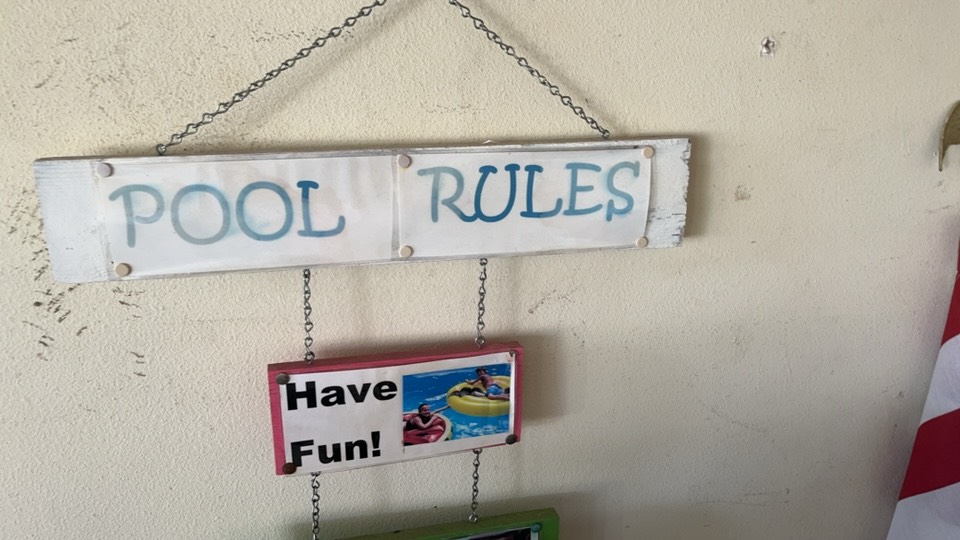 POOL RULES
Have
Fun!